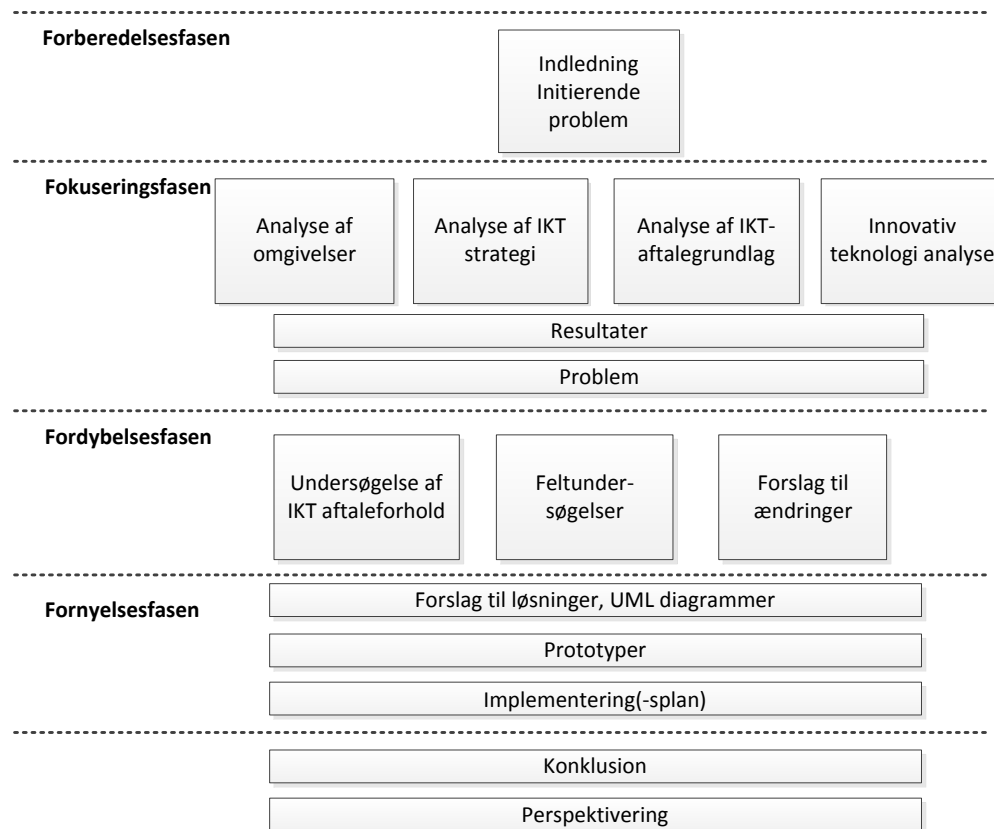 Forberedelsesfasen
Indledning
Initierende
problem
Fokuseringsfasen
Analyse af
omgivelser
Analyse af IKT
strategi
Analyse af IKT-
aftalegrundlag
Innovativ
teknologi analyse
Resultater
Problem
Fordybelsesfasen
Undersøgelse af
IKT aftaleforhold
Feltunder-
søgelser
Forslag til
ændringer
Fornyelsesfasen
Forslag til løsninger, UML diagrammer
Prototyper
Implementering(-splan)
Konklusion
Perspektivering